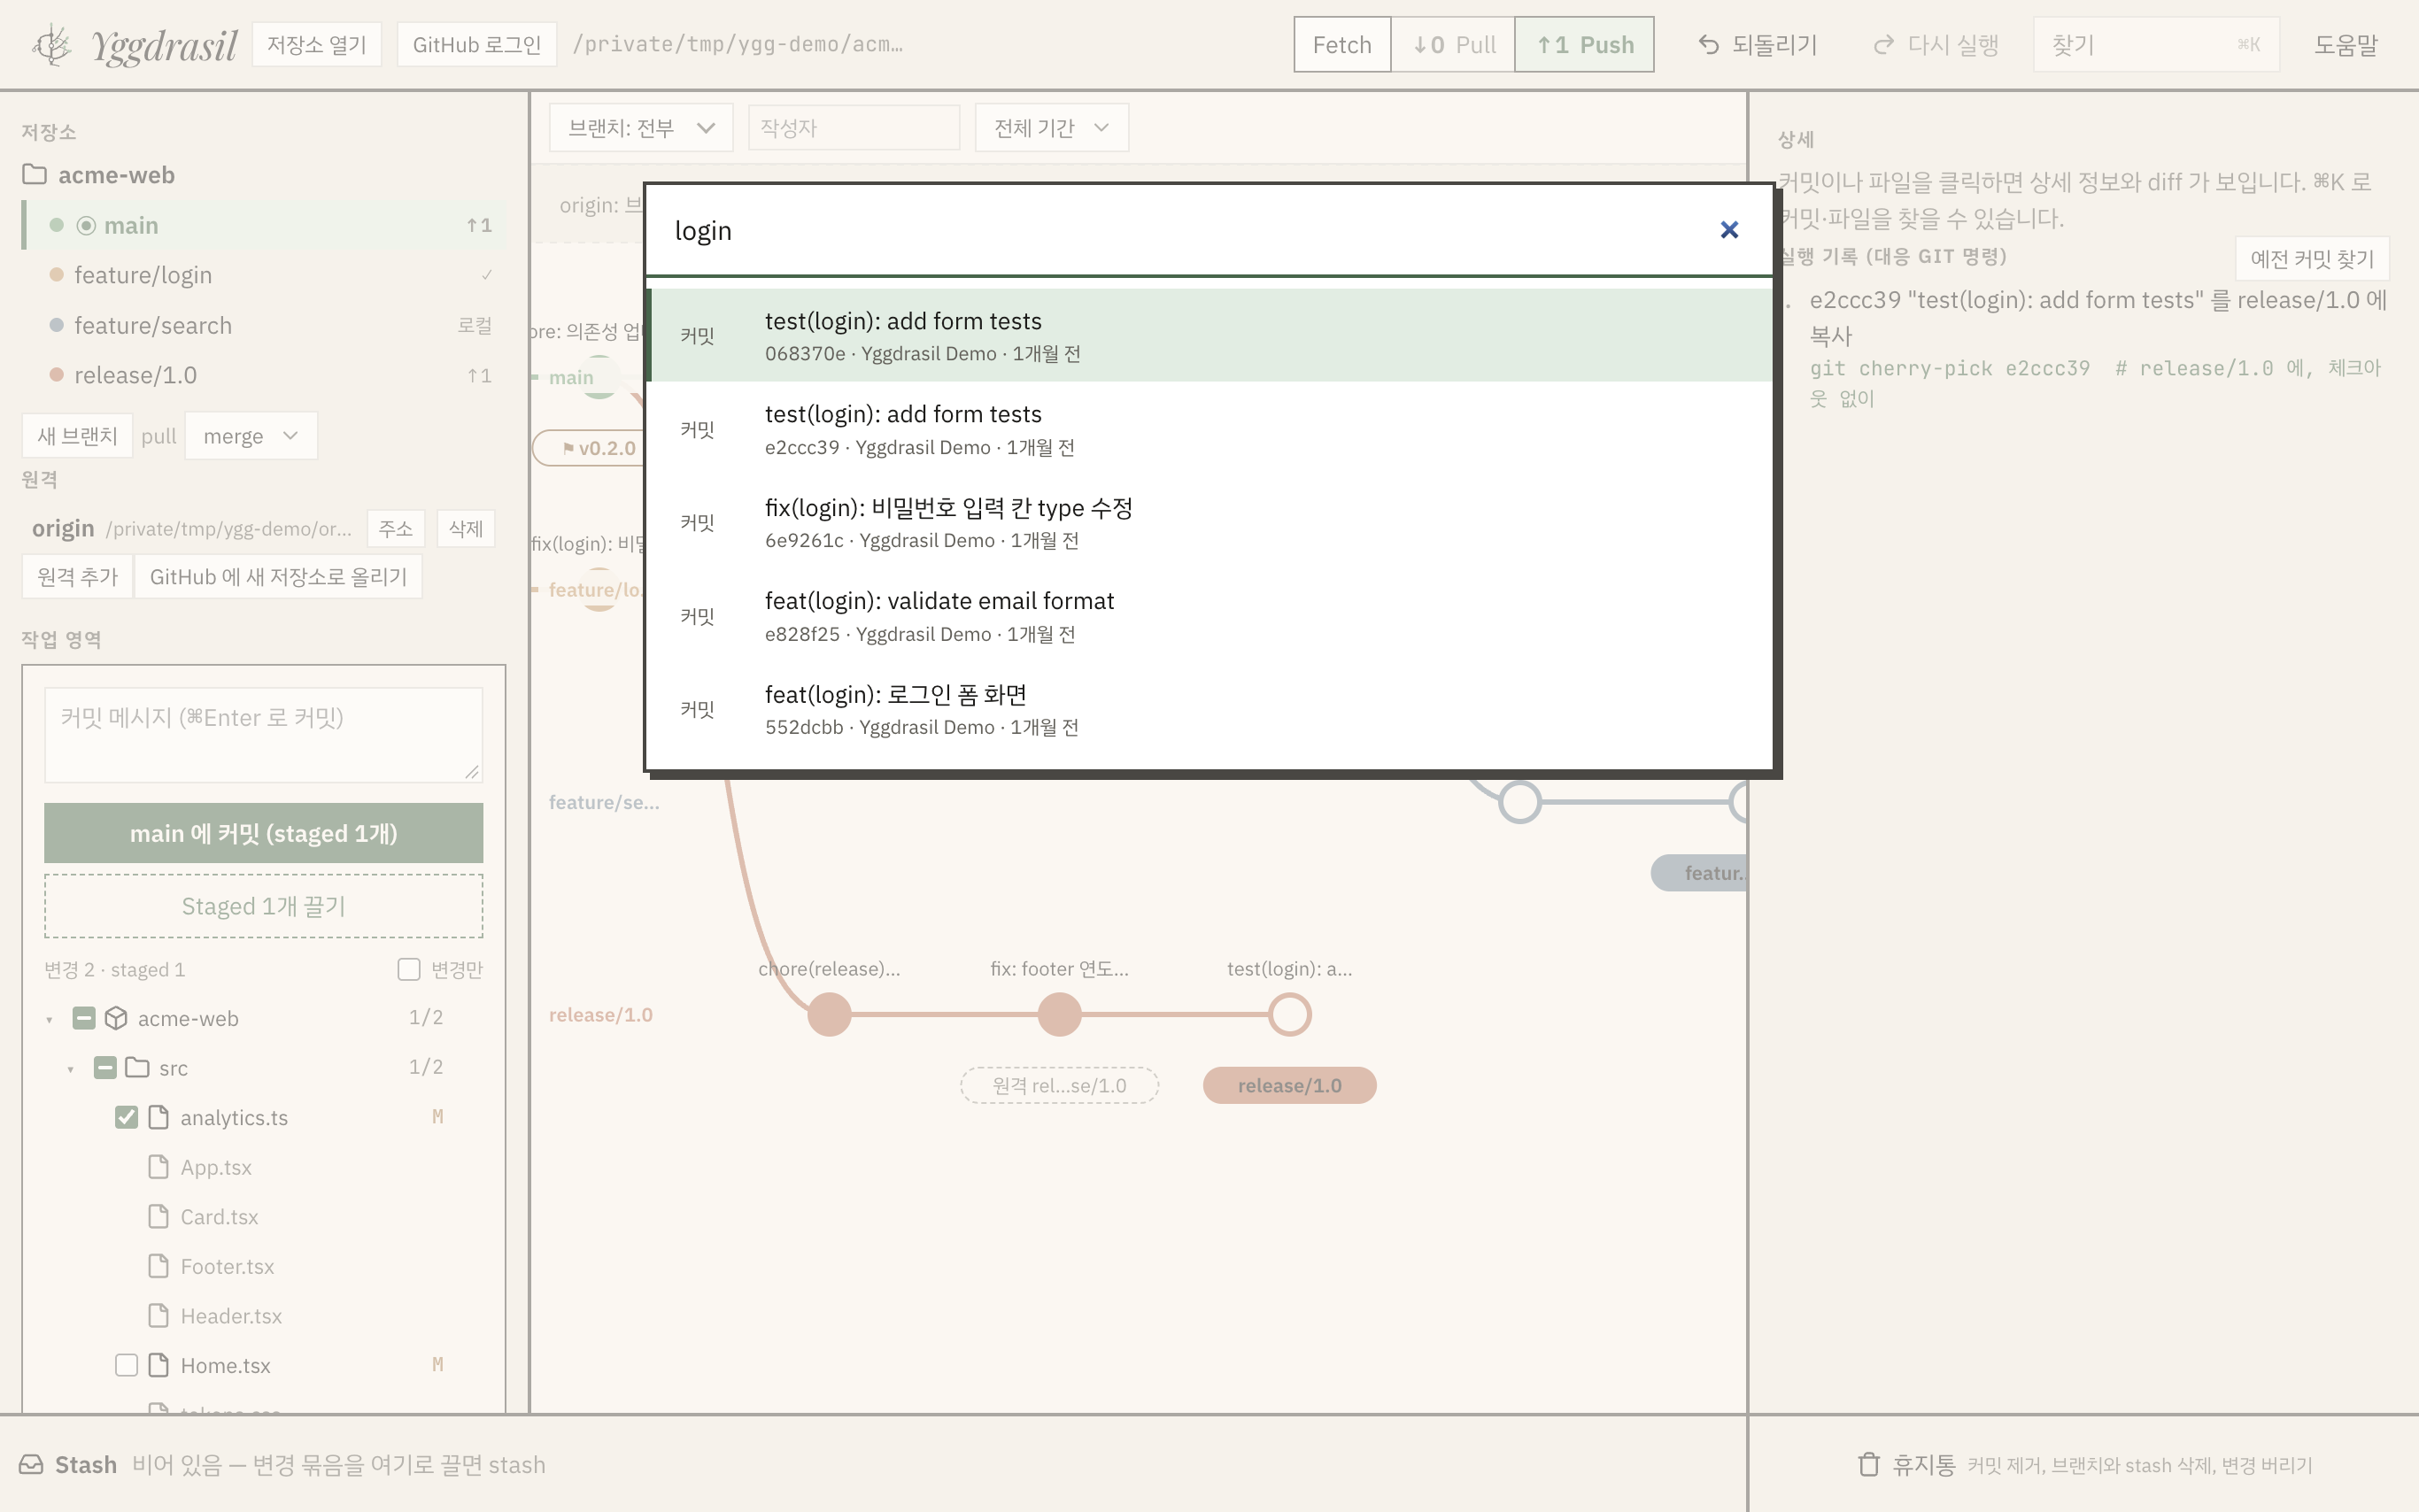 Yggdrasil
저장소 열기
GitHub 로그인
/private/tmp/ygg-demo/acm…
Fetch
↓0 Pull
↑1 Push
되돌리기
다시 실행
찾기 ⌘K
도움말
저장소
acme-web
main ↑1
feature/login ✓
feature/search 로컬
release/1.0 ↑1
새 브랜치 pull merge
원격
origin /private/tmp/ygg-demo/or… 주소 삭제
원격 추가 GitHub 에 새 저장소로 올리기
작업 영역
커밋 메시지 (⌘Enter 로 커밋)
main 에 커밋 (staged 1개)
Staged 1개 끌기
변경 2 · staged 1 변경만
acme-web 1/2
src 1/2
analytics.ts M
App.tsx
Card.tsx
Footer.tsx
Header.tsx
Home.tsx M
브랜치: 전부 작성자 전체 기간
origin: 브
ore: 의존성 업
main
v0.2.0
fix(login): 비밀
feature/lo…
login
커밋 test(login): add form tests
068370e · Yggdrasil Demo · 1개월 전
커밋 test(login): add form tests
e2ccc39 · Yggdrasil Demo · 1개월 전
커밋 fix(login): 비밀번호 입력 칸 type 수정
6e9261c · Yggdrasil Demo · 1개월 전
커밋 feat(login): validate email format
e828f25 · Yggdrasil Demo · 1개월 전
커밋 feat(login): 로그인 폼 화면
552dcbb · Yggdrasil Demo · 1개월 전
feature/se…
featur…
chore(release)… fix: footer 연도… test(login): a…
release/1.0
원격 rel…se/1.0 release/1.0
상세
커밋이나 파일을 클릭하면 상세 정보와 diff 가 보입니다. ⌘K 로
커밋·파일을 찾을 수 있습니다.
실행 기록 (대응 GIT 명령) 예전 커밋 찾기
e2ccc39 "test(login): add form tests" 를 release/1.0 에
복사
git cherry-pick e2ccc39 # release/1.0 에, 체크아
웃 없이
Stash 비어 있음 — 변경 묶음을 여기로 끌면 stash
휴지통 커밋 제거, 브랜치와 stash 삭제, 변경 버리기